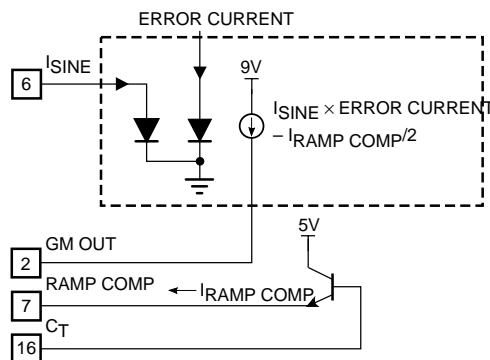 ERROR CURRENT
6 ISINE
9V
ISINE × ERROR CURRENT
– IRAMP COMP/2
2 GM OUT
5V
7 RAMP COMP IRAMP COMP
16 CT